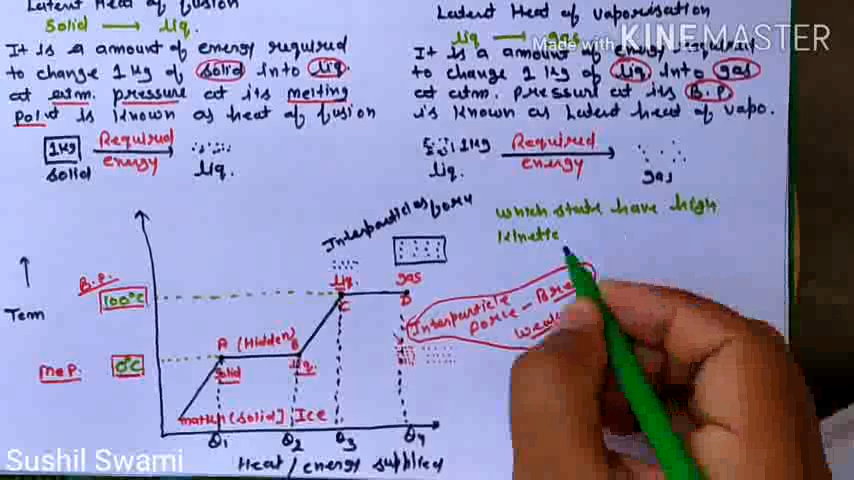 Latent Heat of fusion
Solid → Liq.
It is a amount of energy required
to change 1 Kg of solid into Liq.
at atm. pressure at its melting
Point is Known as heat of fusion
1Kg
solid
Required
energy
Liq.
Latent Heat of vaporisation
Liq → gas
It is a amount of energy required
to change 1 Kg of Liq into gas
at atm. Pressure at its B.P
is Known as Latent heat of vapo.
1Kg
Liq.
Required
energy
gas
Made with KINEMASTER
which state have high
kinetic
Interparticle
force - Bre
weak
B.P.
100°C
Tem
0°C
A (Hidden) B
solid
Liq.
Liq.
C
gas
D
(solid) Ice
θ1 θ2 θ3 θ4
Heat / energy supplied
Sushil Swami